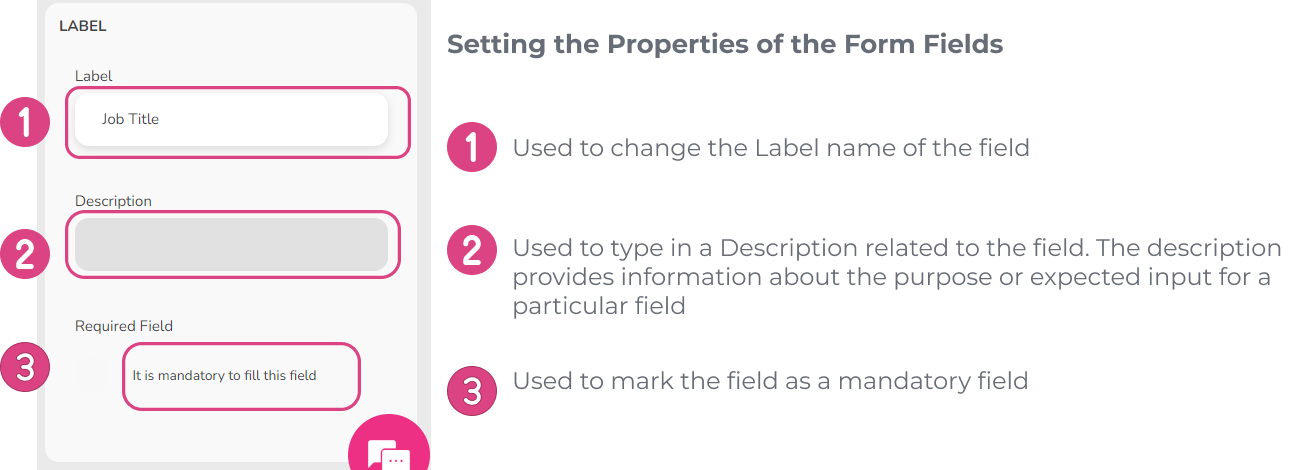 LABEL
Label
1
Job Title
Description
2
Required Field
3
It is mandatory to fill this field
Setting the Properties of the Form Fields
1
Used to change the Label name of the field
2
Used to type in a Description related to the field. The description
provides information about the purpose or expected input for a
particular field
3
Used to mark the field as a mandatory field